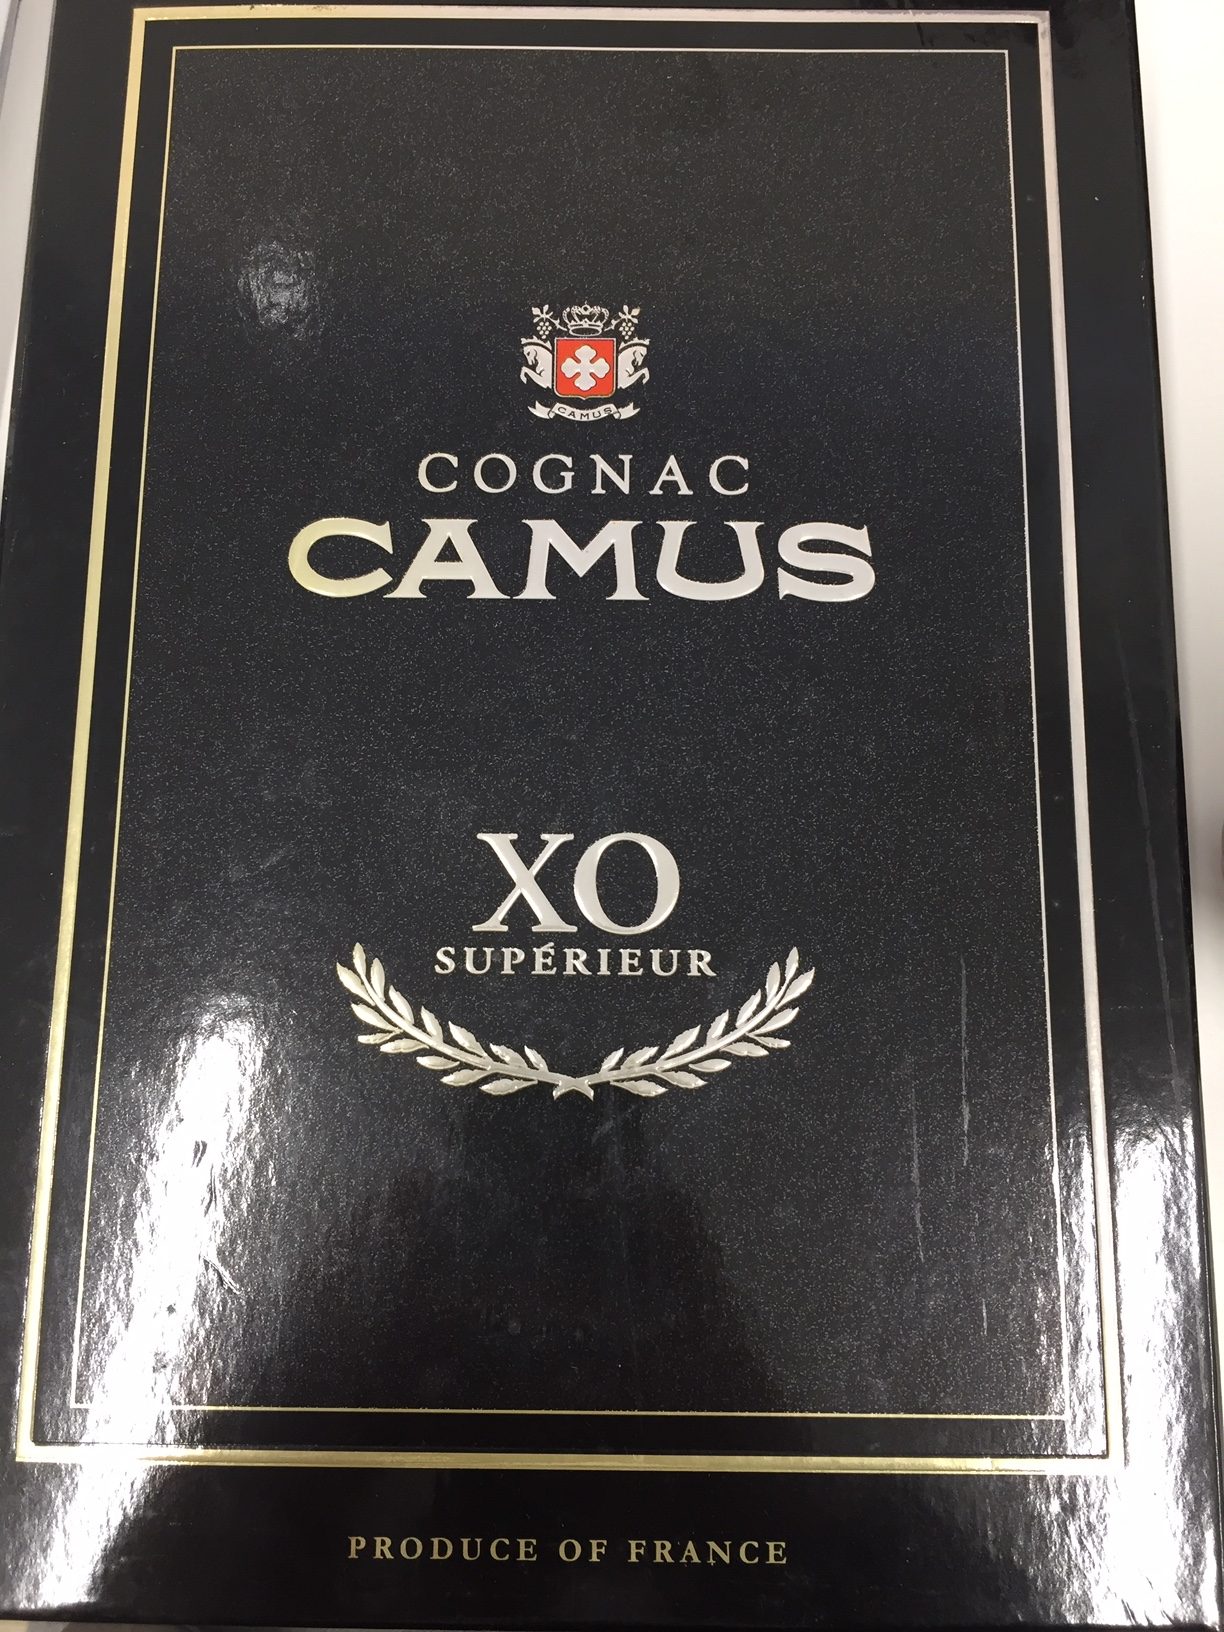 CAMUS
COGNAC
CAMUS
XO
SUPÉRIEUR
PRODUCE OF FRANCE